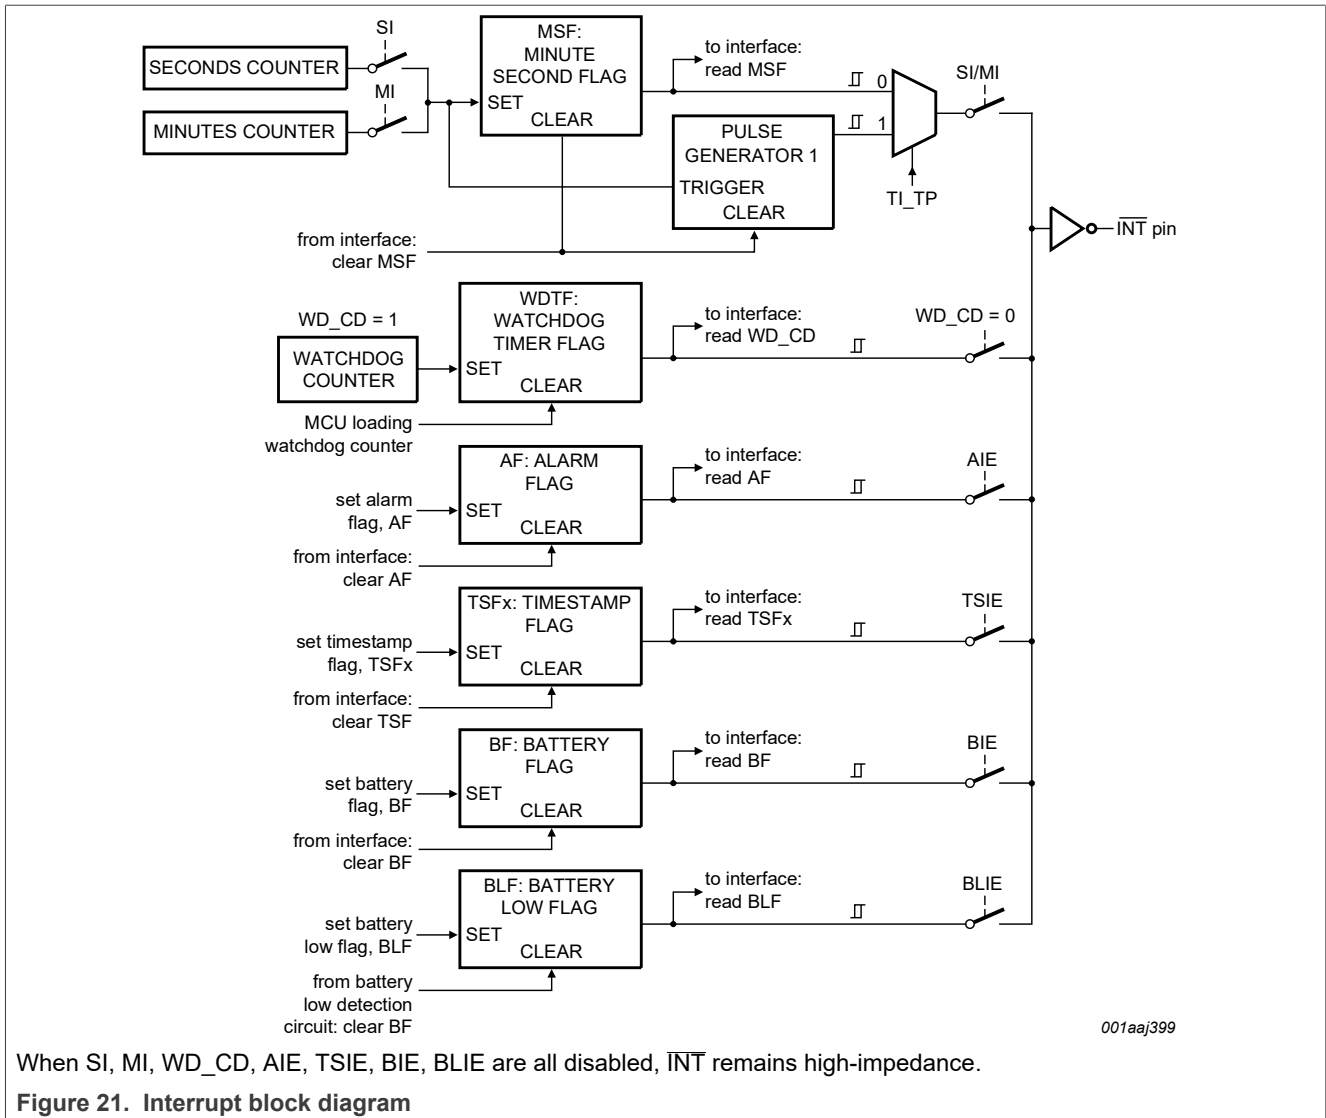 SI
SECONDS COUNTER
MI
MINUTES COUNTER
MSF:
MINUTE
SECOND FLAG
SET
CLEAR
to interface:
read MSF
0
1
SI/MI
PULSE
GENERATOR 1
TRIGGER
CLEAR
TI_TP
from interface:
clear MSF
INT pin
WD_CD = 1
WATCHDOG
COUNTER
WDTF:
WATCHDOG
TIMER FLAG
SET
CLEAR
to interface:
read WD_CD
WD_CD = 0
MCU loading
watchdog counter
AF: ALARM
FLAG
SET
CLEAR
to interface:
read AF
AIE
set alarm
flag, AF
from interface:
clear AF
TSFx: TIMESTAMP
FLAG
SET
CLEAR
to interface:
read TSFx
TSIE
set timestamp
flag, TSFx
from interface:
clear TSF
BF: BATTERY
FLAG
SET
CLEAR
to interface:
read BF
BIE
set battery
flag, BF
from interface:
clear BF
BLF: BATTERY
LOW FLAG
SET
CLEAR
to interface:
read BLF
BLIE
set battery
low flag, BLF
from battery
low detection
circuit: clear BF
001aaj399
When SI, MI, WD_CD, AIE, TSIE, BIE, BLIE are all disabled, INT remains high-impedance.
Figure 21. Interrupt block diagram